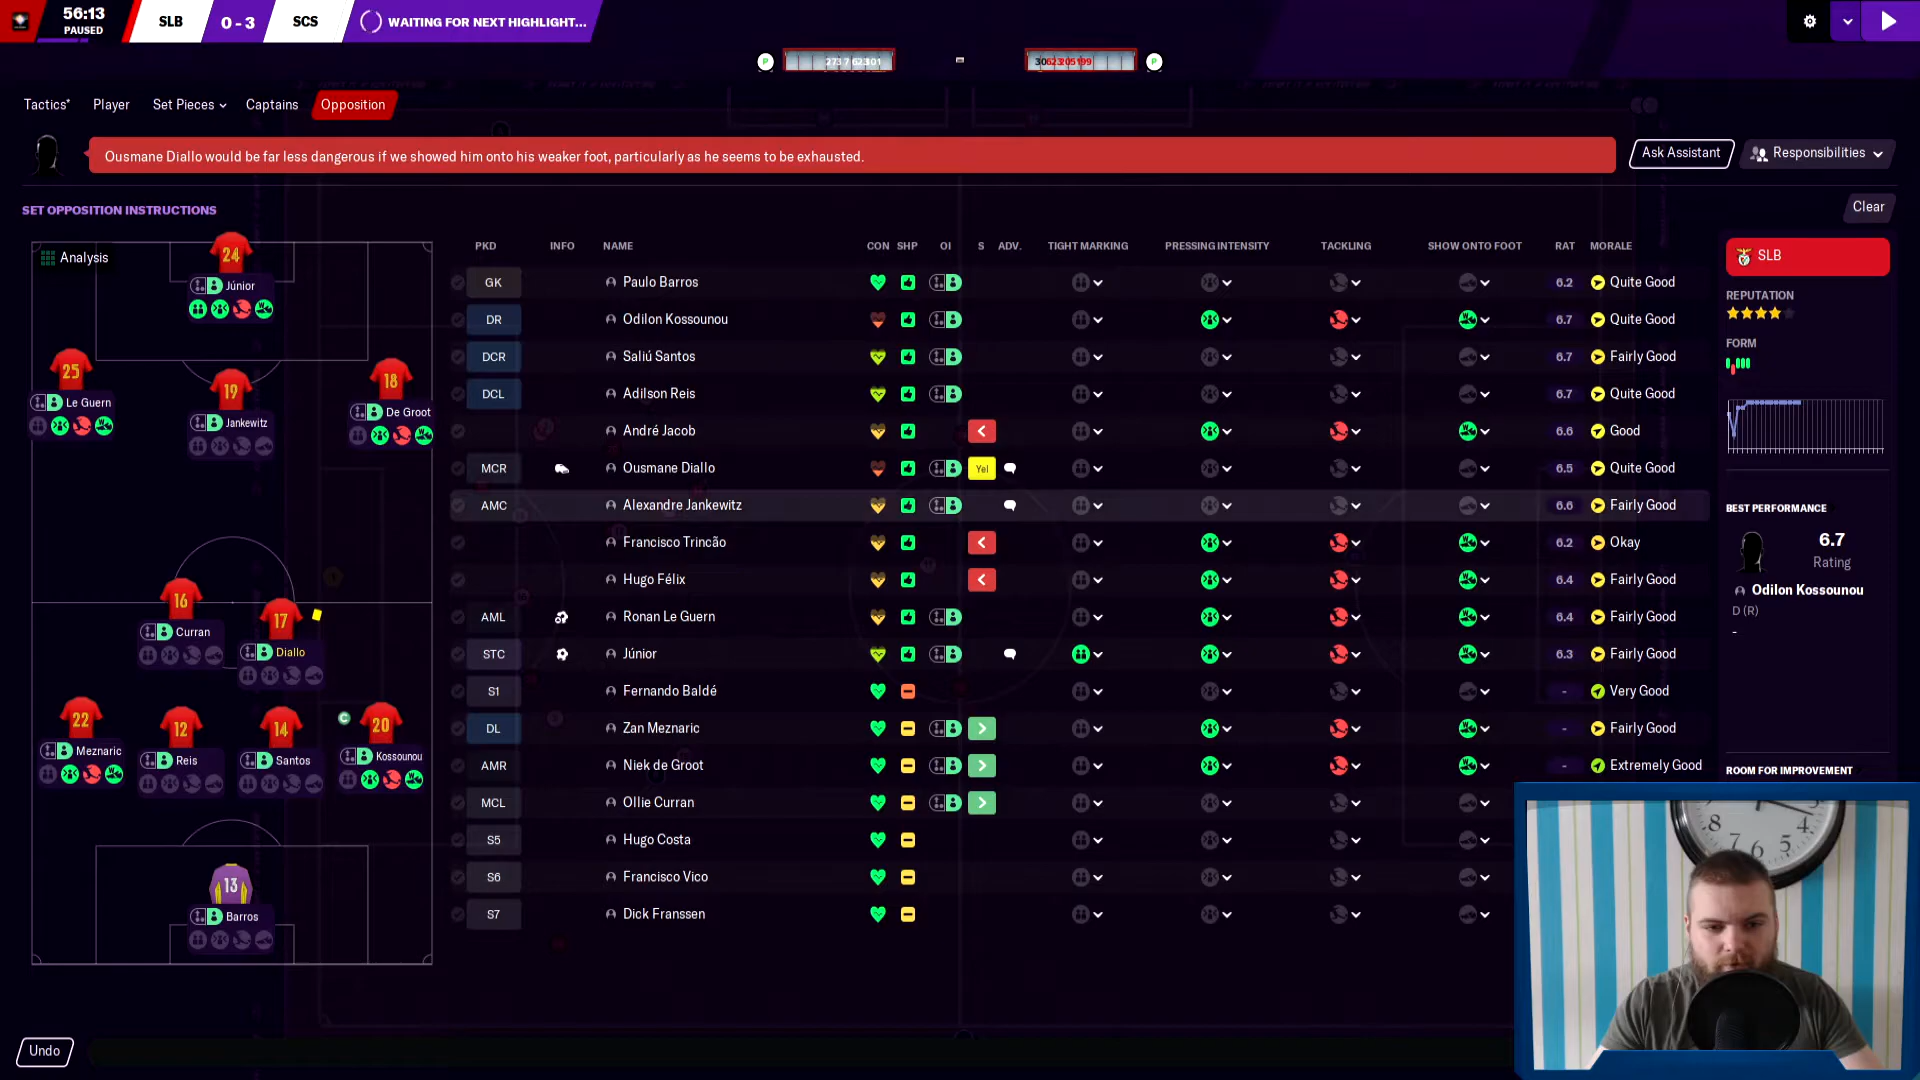 56:13
PAUSED
SLB
0 - 3
SCS
WAITING FOR NEXT HIGHLIGHT...
P
P
Tactics*
Player
Set Pieces
Captains
Opposition
Ousmane Diallo would be far less dangerous if we showed him onto his weaker foot, particularly as he seems to be exhausted.
Ask Assistant
Responsibilities
SET OPPOSITION INSTRUCTIONS
Clear
Analysis
24
Júnior
25
Le Guern
19
Jankewitz
18
De Groot
16
Curran
17
Diallo
22
Meznaric
12
Reis
14
Santos
C
20
Kossounou
13
Barros
PKD INFO NAME CON SHP OI S ADV. TIGHT MARKING PRESSING INTENSITY TACKLING SHOW ONTO FOOT RAT MORALE
GK Paulo Barros 6.2 Quite Good
DR Odilon Kossounou 6.7 Quite Good
DCR Saliú Santos 6.7 Fairly Good
DCL Adilson Reis 6.7 Quite Good
André Jacob 6.6 Good
MCR Ousmane Diallo Yel 6.5 Quite Good
AMC Alexandre Jankewitz 6.6 Fairly Good
Francisco Trincão 6.2 Okay
Hugo Félix 6.4 Fairly Good
AML Ronan Le Guern 6.4 Fairly Good
STC Júnior 6.3 Fairly Good
S1 Fernando Baldé - Very Good
DL Zan Meznaric - Fairly Good
AMR Niek de Groot - Extremely Good
MCL Ollie Curran
S5 Hugo Costa
S6 Francisco Vico
S7 Dick Franssen
SLB
REPUTATION
FORM
BEST PERFORMANCE
6.7
Rating
Odilon Kossounou
D (R)
-
ROOM FOR IMPROVEMENT
8
7
6
5
4
Undo